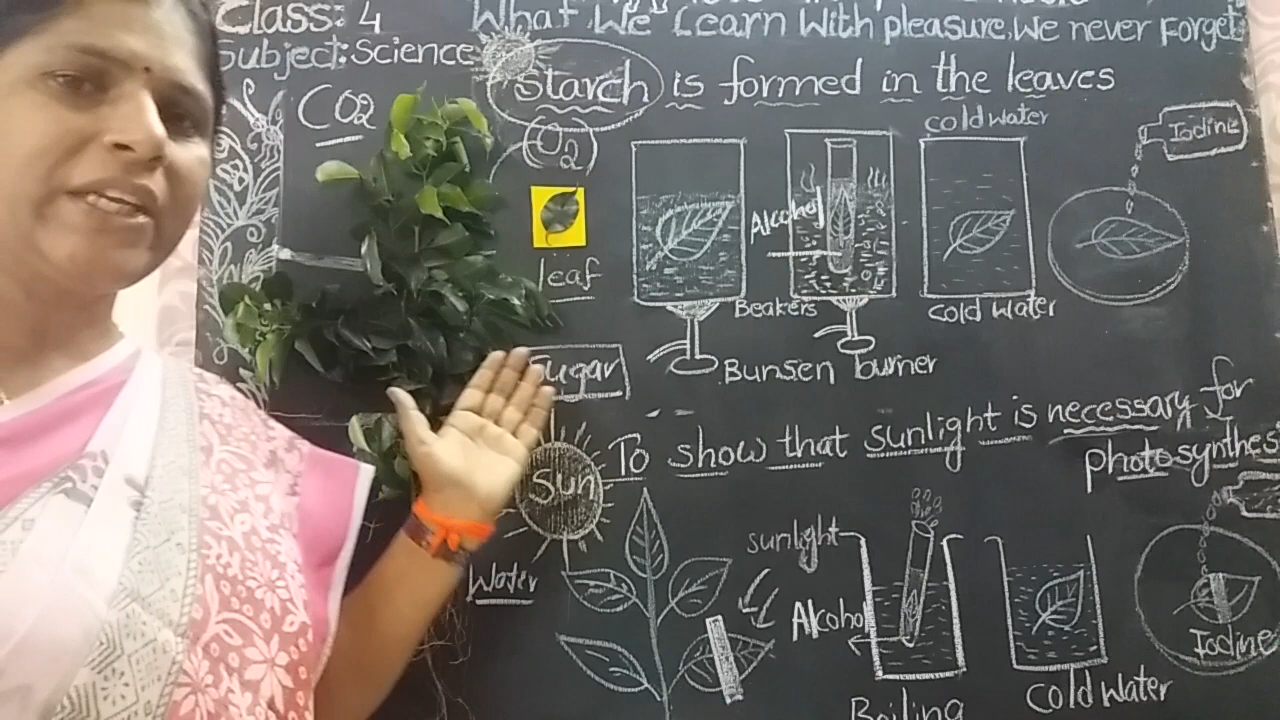 Class: 4
What We Learn With pleasure. We never Forget
Subject: Science
Starch is formed in the leaves
CO2
(O2)
cold water
Iodine
Alcohol
leaf
Beakers
cold water
Sugar
Bunsen burner
To show that sunlight is necessary for
photosynthesi
Sun
sunlight
Water
Alcohol
Iodine
Boiling
Cold Water